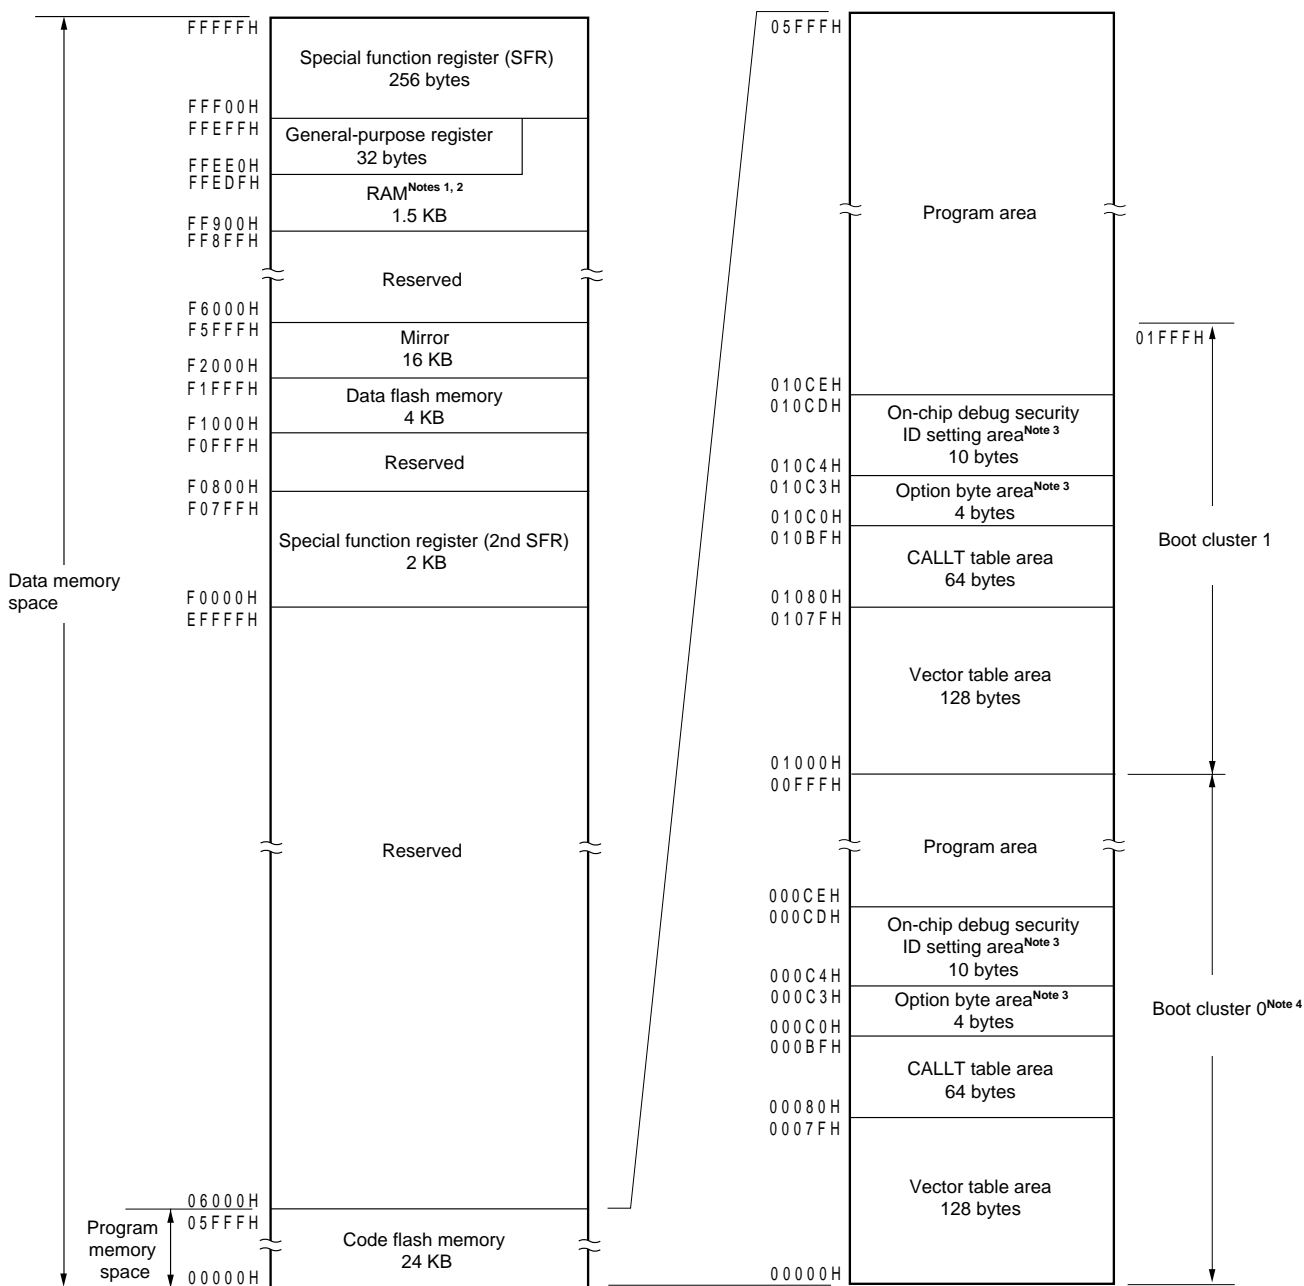 FFFFFH
Special function register (SFR)
256 bytes
FFF00H
FFEFFH
General-purpose register
32 bytes
FFEE0H
FFEDFH
RAMNotes 1, 2
1.5 KB
FF900H
FF8FFH
Reserved
F6000H
F5FFFH
Mirror
16 KB
F2000H
F1FFFH
Data flash memory
4 KB
F1000H
F0FFFH
Reserved
F0800H
F07FFH
Special function register (2nd SFR)
2 KB
F0000H
EFFFFH
Data memory
space
Reserved
06000H
05FFFH
Program
memory
space
Code flash memory
24 KB
00000H
05FFFH
Program area
01FFFH
010CEH
010CDH
On-chip debug security
ID setting areaNote 3
10 bytes
010C4H
010C3H
Option byte areaNote 3
4 bytes
010C0H
010BFH
CALLT table area
64 bytes
Boot cluster 1
01080H
0107FH
Vector table area
128 bytes
01000H
00FFFH
Program area
000CEH
000CDH
On-chip debug security
ID setting areaNote 3
10 bytes
000C4H
000C3H
Option byte areaNote 3
4 bytes
Boot cluster 0Note 4
000C0H
000BFH
CALLT table area
64 bytes
00080H
0007FH
Vector table area
128 bytes
00000H